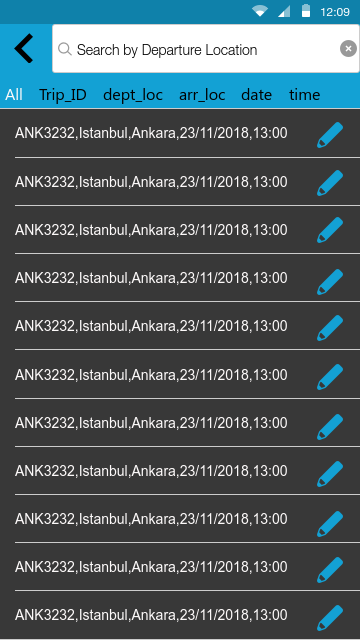 12:09
Search by Departure Location
All Trip_ID dept_loc arr_loc date time
ANK3232,Istanbul,Ankara,23/11/2018,13:00
ANK3232,Istanbul,Ankara,23/11/2018,13:00
ANK3232,Istanbul,Ankara,23/11/2018,13:00
ANK3232,Istanbul,Ankara,23/11/2018,13:00
ANK3232,Istanbul,Ankara,23/11/2018,13:00
ANK3232,Istanbul,Ankara,23/11/2018,13:00
ANK3232,Istanbul,Ankara,23/11/2018,13:00
ANK3232,Istanbul,Ankara,23/11/2018,13:00
ANK3232,Istanbul,Ankara,23/11/2018,13:00
ANK3232,Istanbul,Ankara,23/11/2018,13:00
ANK3232,Istanbul,Ankara,23/11/2018,13:00